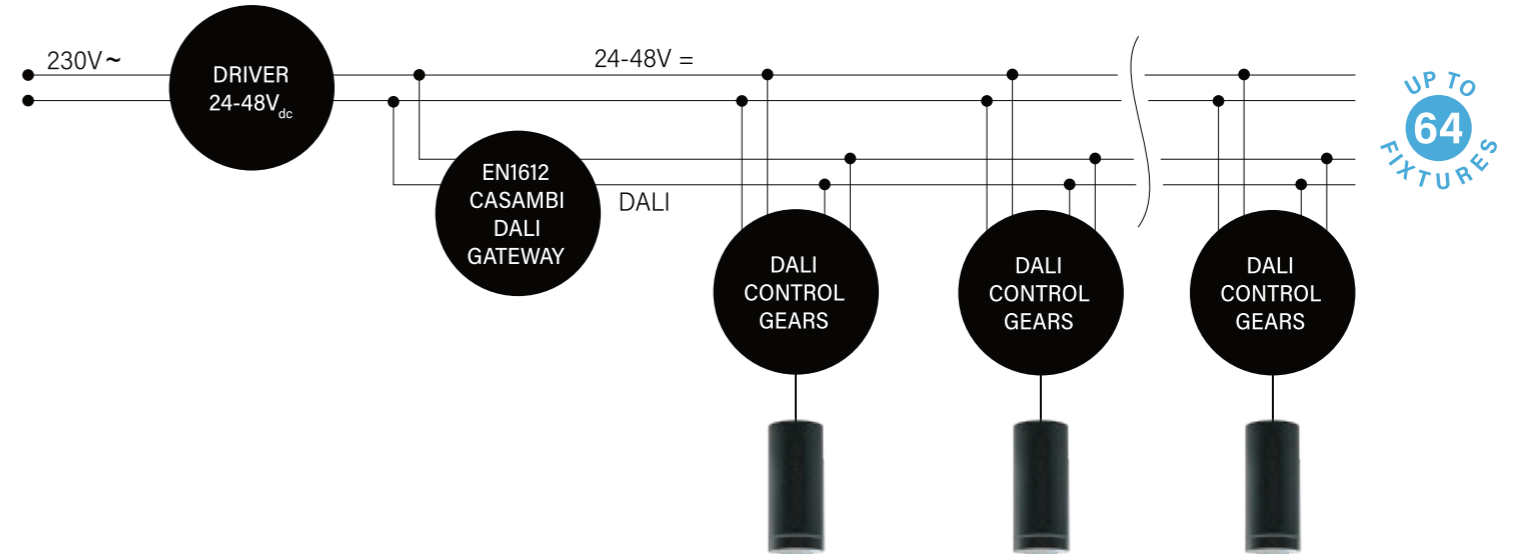 230V~
DRIVER
24-48Vdc
24-48V =
EN1612
CASAMBI
DALI
GATEWAY
DALI
DALI
CONTROL
GEARS
DALI
CONTROL
GEARS
DALI
CONTROL
GEARS
UP TO
64
FIXTURES